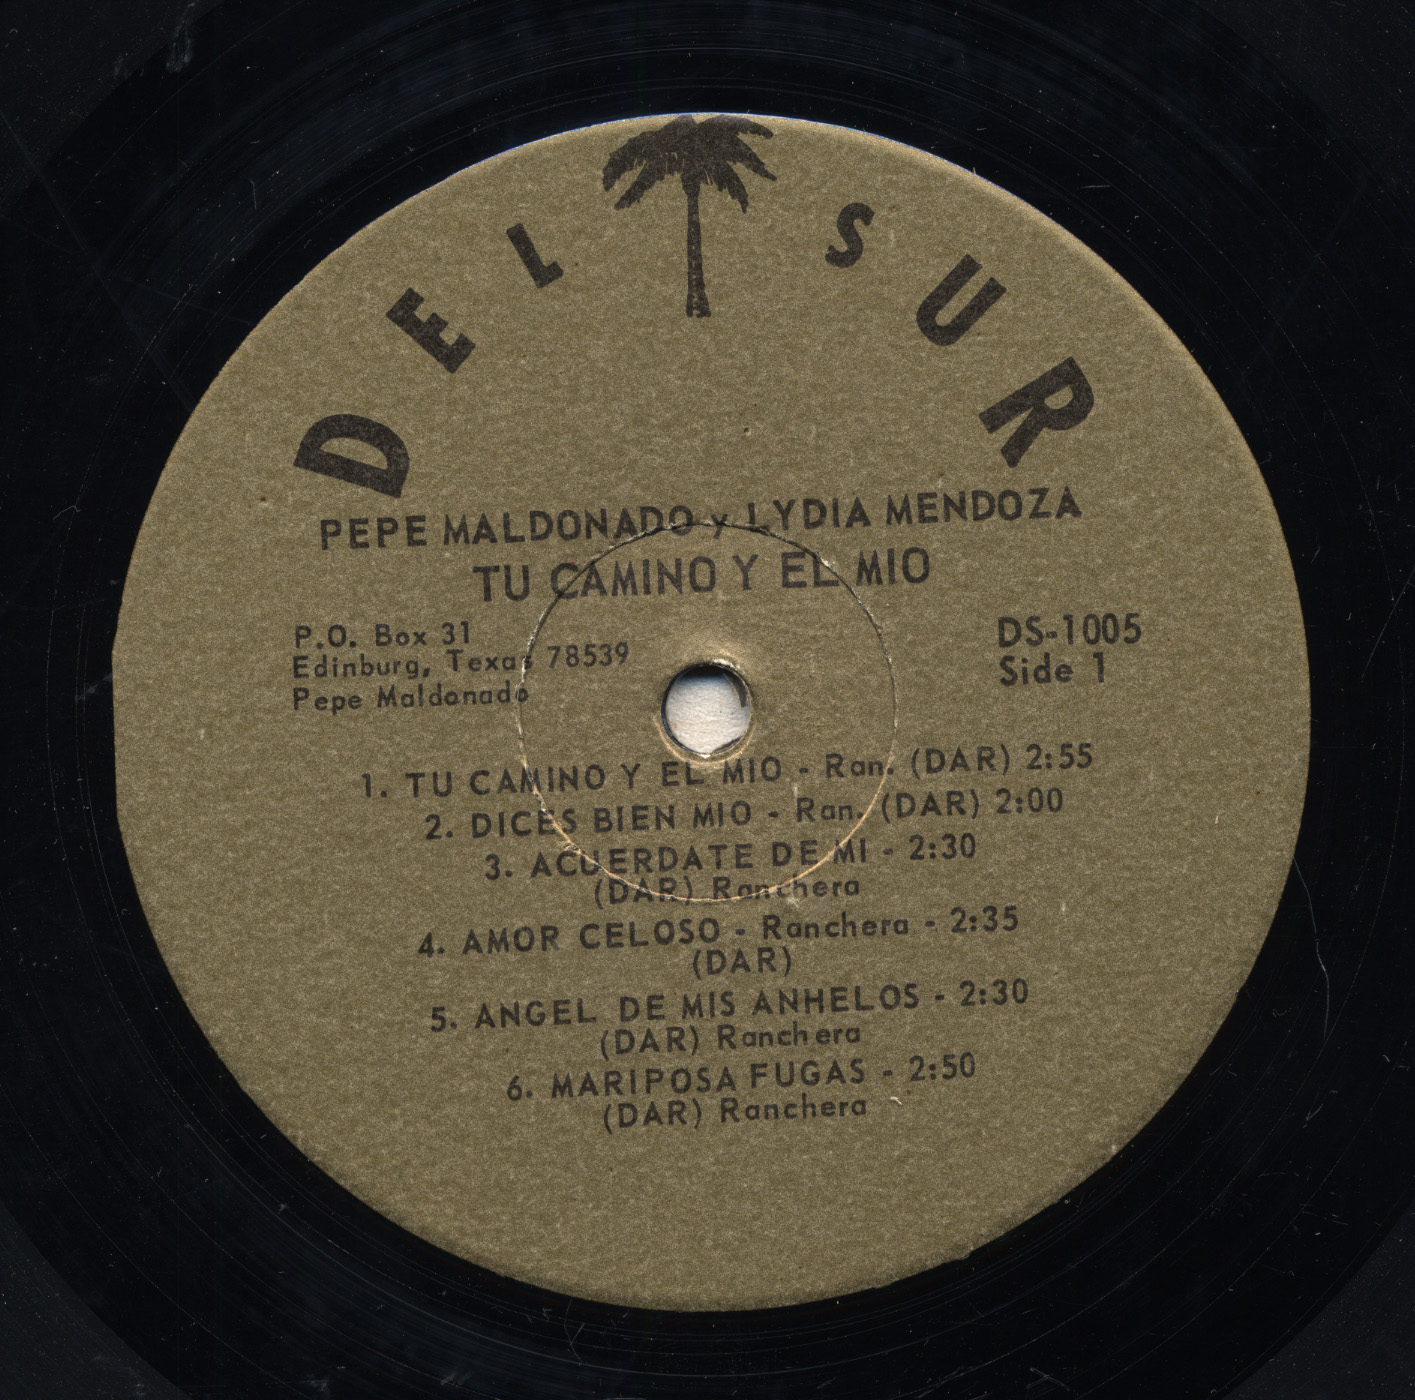 DEL SUR
PEPE MALDONADO y LYDIA MENDOZA
TU CAMINO Y EL MIO
P.O. Box 31
Edinburg, Texas 78539
Pepe Maldonado
DS-1005
Side 1
1. TU CAMINO Y EL MIO - Ran. (DAR) 2:55
2. DICES BIEN MIO - Ran. (DAR) 2:00
3. ACUERDATE DE MI - 2:30
(DAR) Ranchera
4. AMOR CELOSO - Ranchera - 2:35
(DAR)
5. ANGEL DE MIS ANHELOS - 2:30
(DAR) Ranchera
6. MARIPOSA FUGAS - 2:50
(DAR) Ranchera